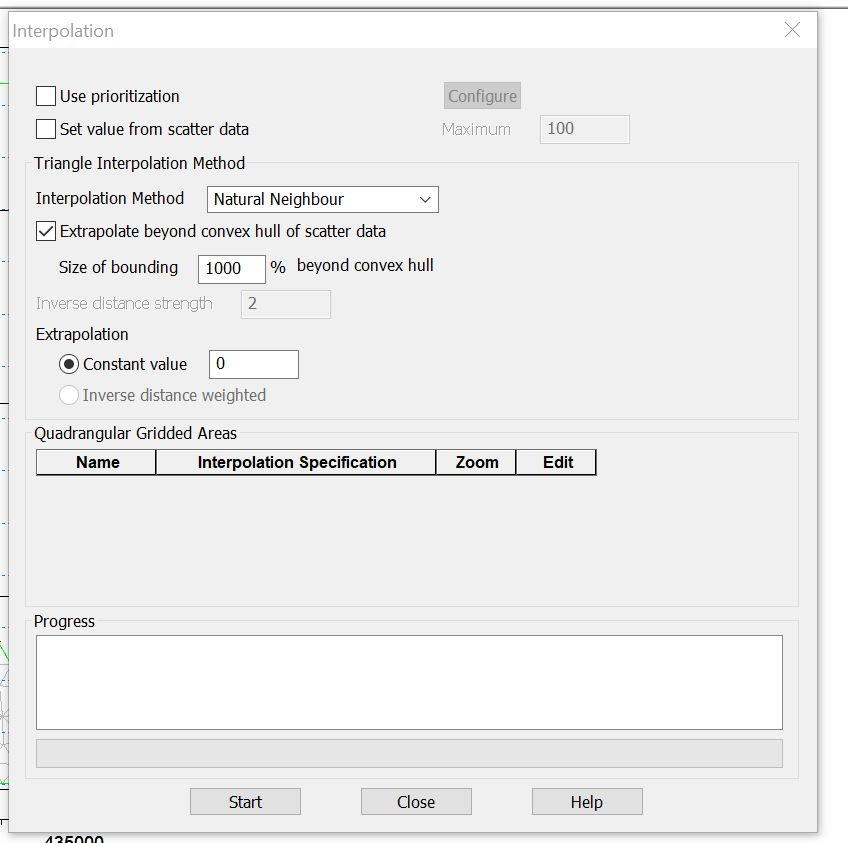 Interpolation
Use prioritization Configure
Set value from scatter data Maximum 100
Triangle Interpolation Method
Interpolation Method Natural Neighbour
Extrapolate beyond convex hull of scatter data
Size of bounding 1000 % beyond convex hull
Inverse distance strength 2
Extrapolation
Constant value 0
Inverse distance weighted
Quadrangular Gridded Areas
Name Interpolation Specification Zoom Edit
Progress
Start Close Help
435000